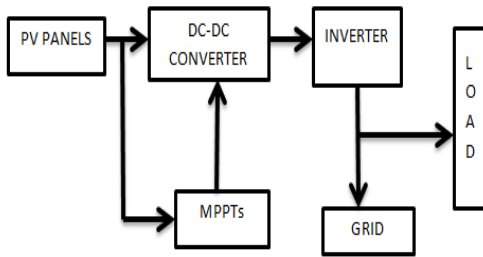 PV PANELS
DC-DC
CONVERTER
INVERTER
L
O
A
D
MPPTs
GRID